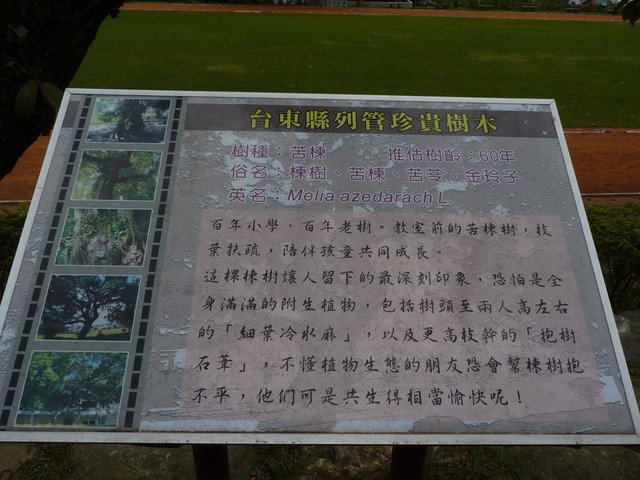 台東縣列管珍貴樹木
樹種：苦楝　推估樹齡：60年
俗名：楝樹、苦楝、苦苓、金玲子
英名：Melia azedarach L.
百年小學、百年老樹。教室前的苦楝樹，枝
葉扶疏，陪伴孩童共同成長。
這棵楝樹讓人留下的最深刻印象，恐怕是全
身滿滿的附生植物，包括樹頭至兩人高左右
的「細葉冷水麻」，以及更高枝幹的「抱樹
石葦」，不懂植物生態的朋友恐會幫楝樹抱
不平，他們可是共生得相當愉快呢！